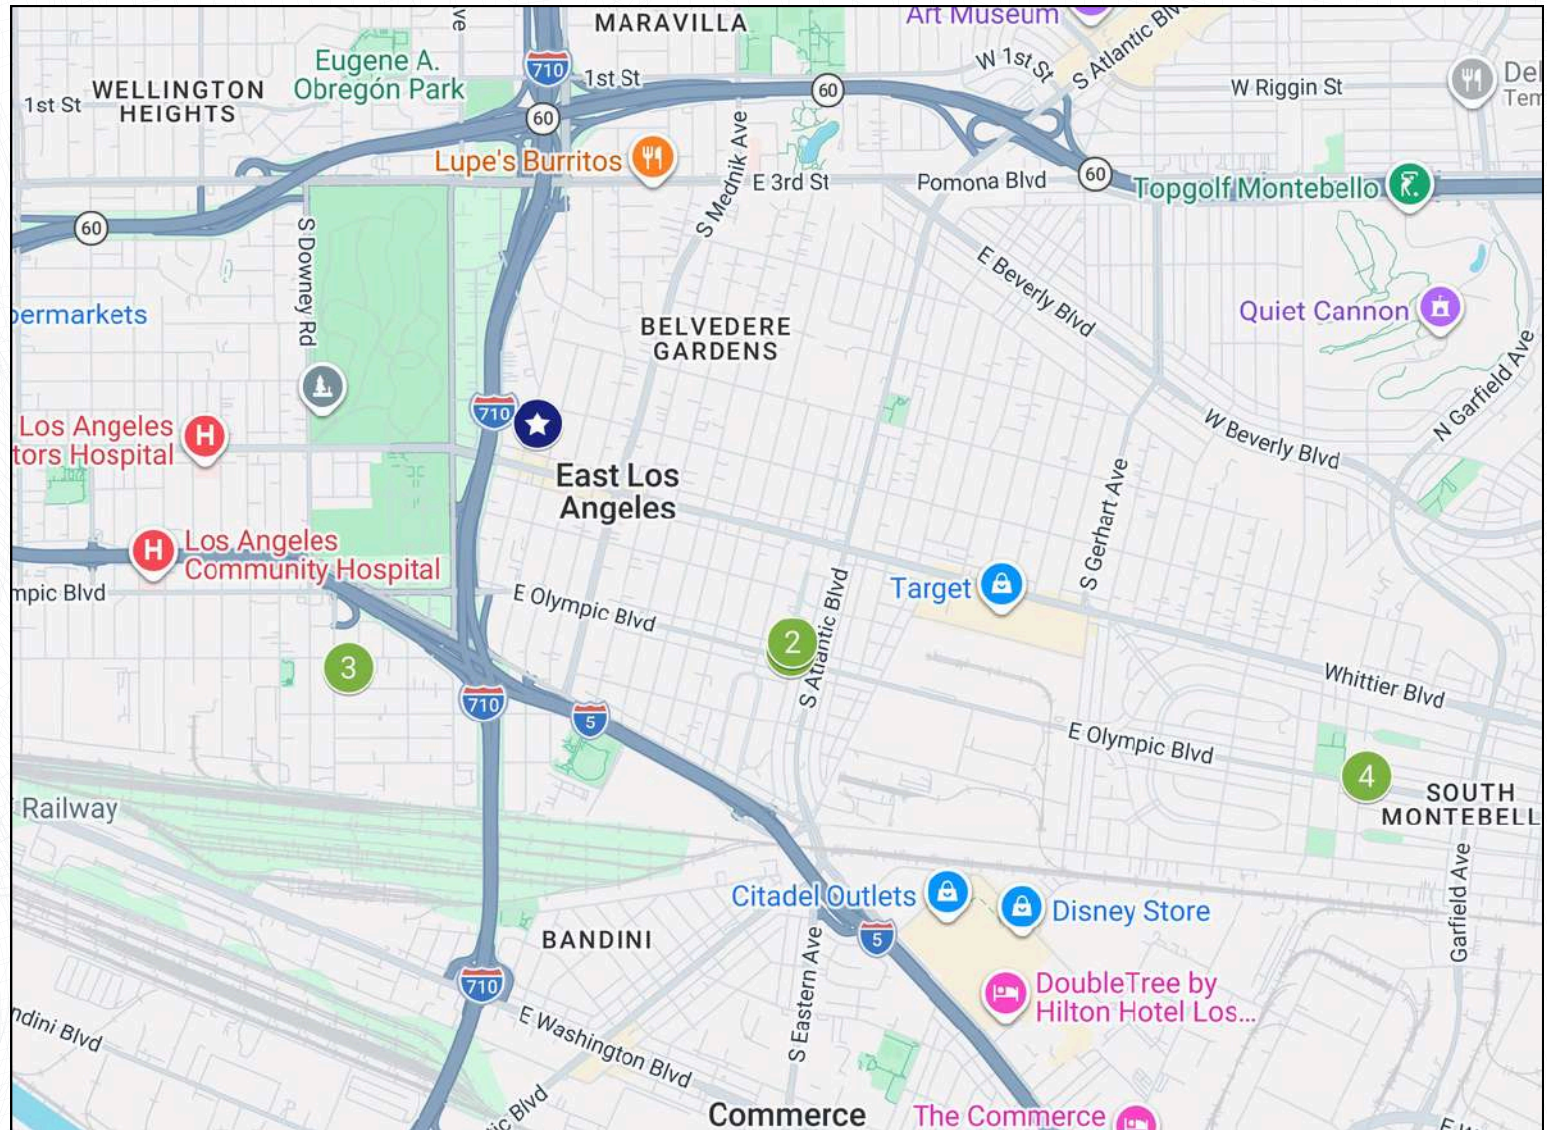 MARAVILLA
Art Museum
Eugene A.
Obregón Park
710
1st St
W 1st St
S Atlantic Blv
WELLINGTON
HEIGHTS
1st St
60
60
W Riggin St
Del
Tem
Lupe's Burritos
S Mednik Ave
E 3rd St
Pomona Blvd
60
Topgolf Montebello
60
S Downey Rd
E Beverly Blvd
permarkets
BELVEDERE
GARDENS
Quiet Cannon
N Garfield Ave
710
Los Angeles
tors Hospital
H
W Beverly Blvd
East Los
Angeles
S Gerhart Ave
H
Los Angeles
Community Hospital
mpic Blvd
E Olympic Blvd
S Atlantic Blvd
Target
2
3
Whittier Blvd
710
5
E Olympic Blvd
4
SOUTH
MONTEBELL
Railway
Garfield Ave
Citadel Outlets
Disney Store
BANDINI
5
S Eastern Ave
710
DoubleTree by
Hilton Hotel Los...
ndini Blvd
E Washington Blvd
ic Blvd
Commerce
The Commerce
E W